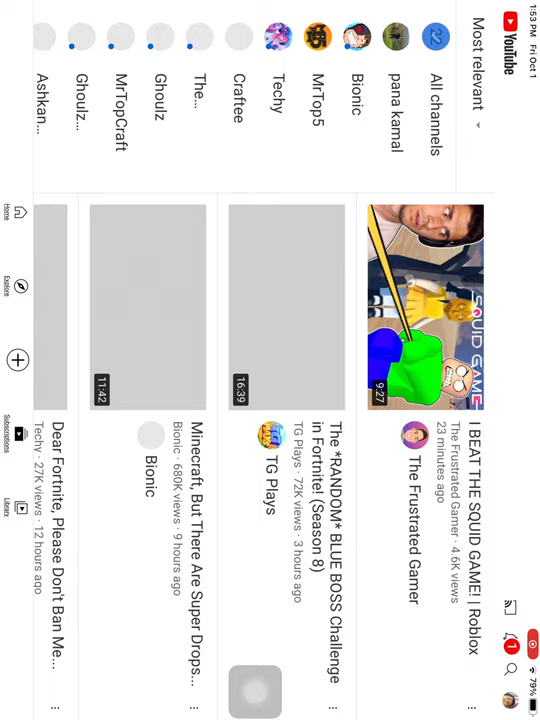 1:53 PM Fri Oct 1
79%
YouTube
1
Most relevant
All channels
pana kamal
Bionic
MrTop5
Techy
Craftee
The...
Ghoulz
MrTopCraft
Ghoulz...
Ashkan...
SQUID GAME
9:27
I BEAT THE SQUID GAME! | Roblox
The Frustrated Gamer · 4.6K views
23 minutes ago
The Frustrated Gamer
16:39
The *RANDOM* BLUE BOSS Challenge
in Fortnite! (Season 8)
TG Plays · 72K views · 3 hours ago
TG Plays
11:42
Minecraft, But There Are Super Drops...
Bionic · 680K views · 9 hours ago
Bionic
Dear Fortnite, Please Don't Ban Me...
Techy · 27K views · 12 hours ago
Home
Explore
Subscriptions
Library